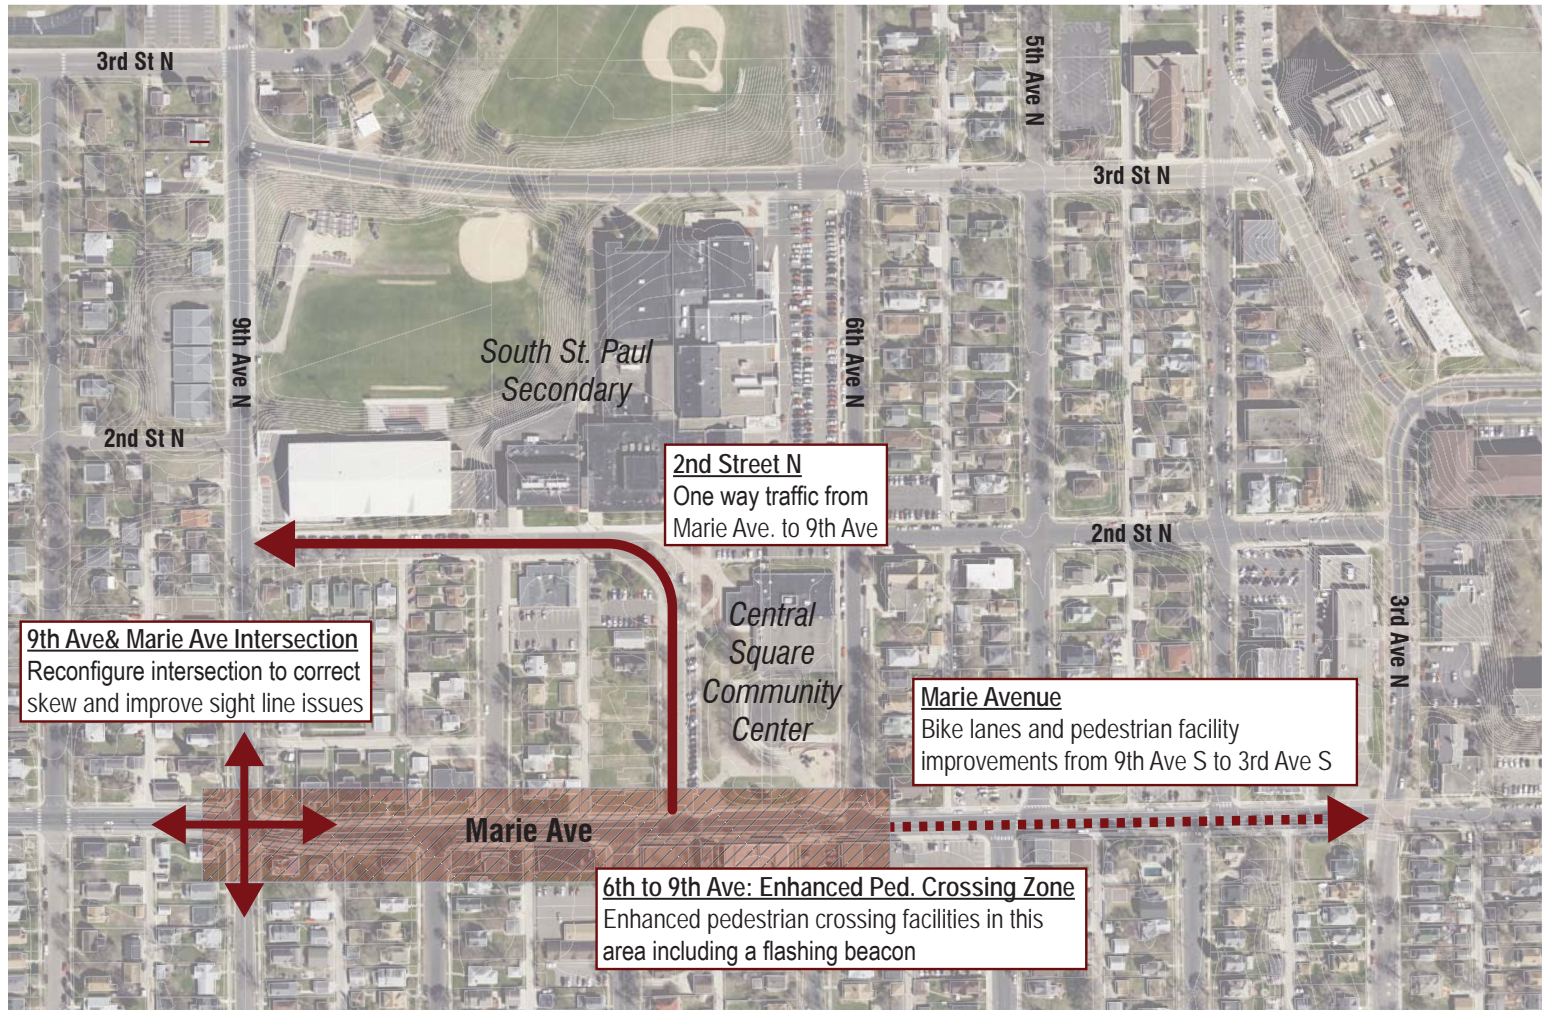 3rd St N
5th Ave N
3rd St N
9th Ave N
South St. Paul
Secondary
6th Ave N
2nd St N
2nd Street N
One way traffic from
Marie Ave. to 9th Ave
2nd St N
Central
Square
Community
Center
3rd Ave N
9th Ave& Marie Ave Intersection
Reconfigure intersection to correct
skew and improve sight line issues
Marie Avenue
Bike lanes and pedestrian facility
improvements from 9th Ave S to 3rd Ave S
Marie Ave
6th to 9th Ave: Enhanced Ped. Crossing Zone
Enhanced pedestrian crossing facilities in this
area including a flashing beacon